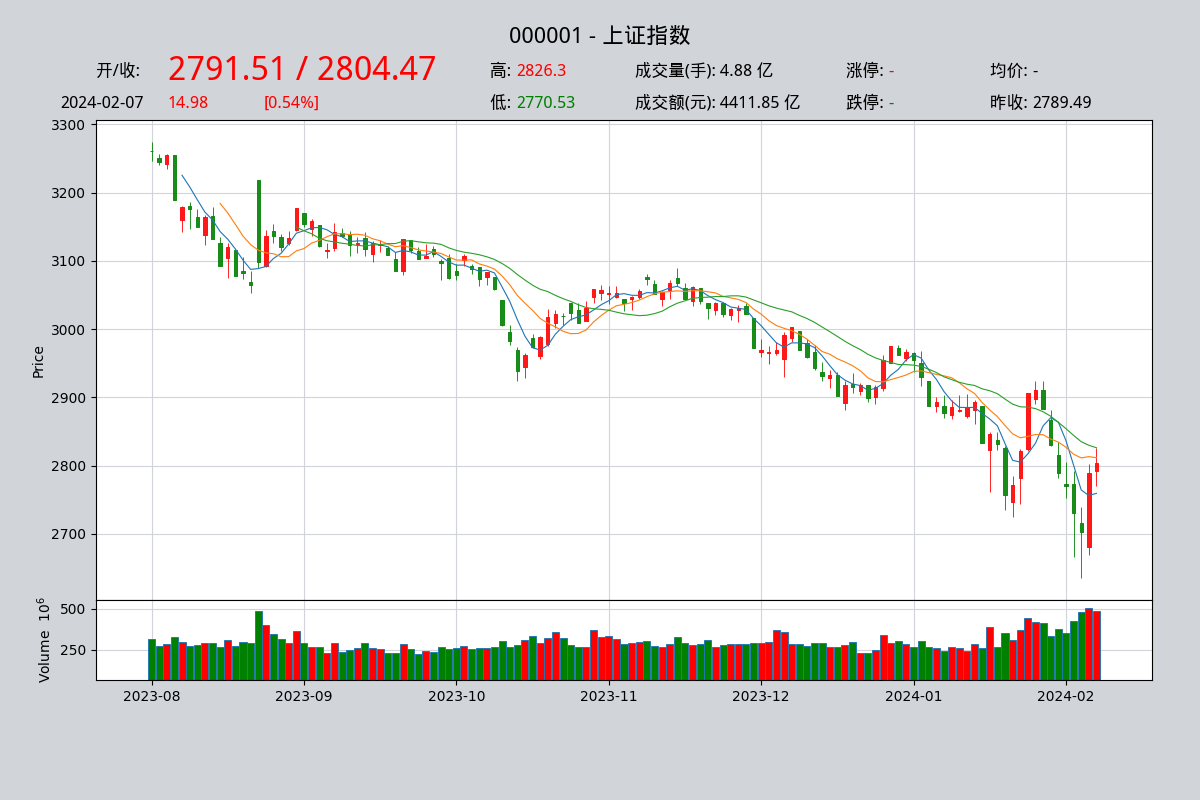 000001 - 上证指数
开/收: 2791.51 / 2804.47 高: 2826.3 成交量(手): 4.88 亿 涨停: - 均价: -
2024-02-07 14.98 [0.54%] 低: 2770.53 成交额(元): 4411.85 亿 跌停: - 昨收: 2789.49
3300
3200
3100
3000
2900
2800
2700
Price
500
250
Volume 10⁶
2023-08 2023-09 2023-10 2023-11 2023-12 2024-01 2024-02